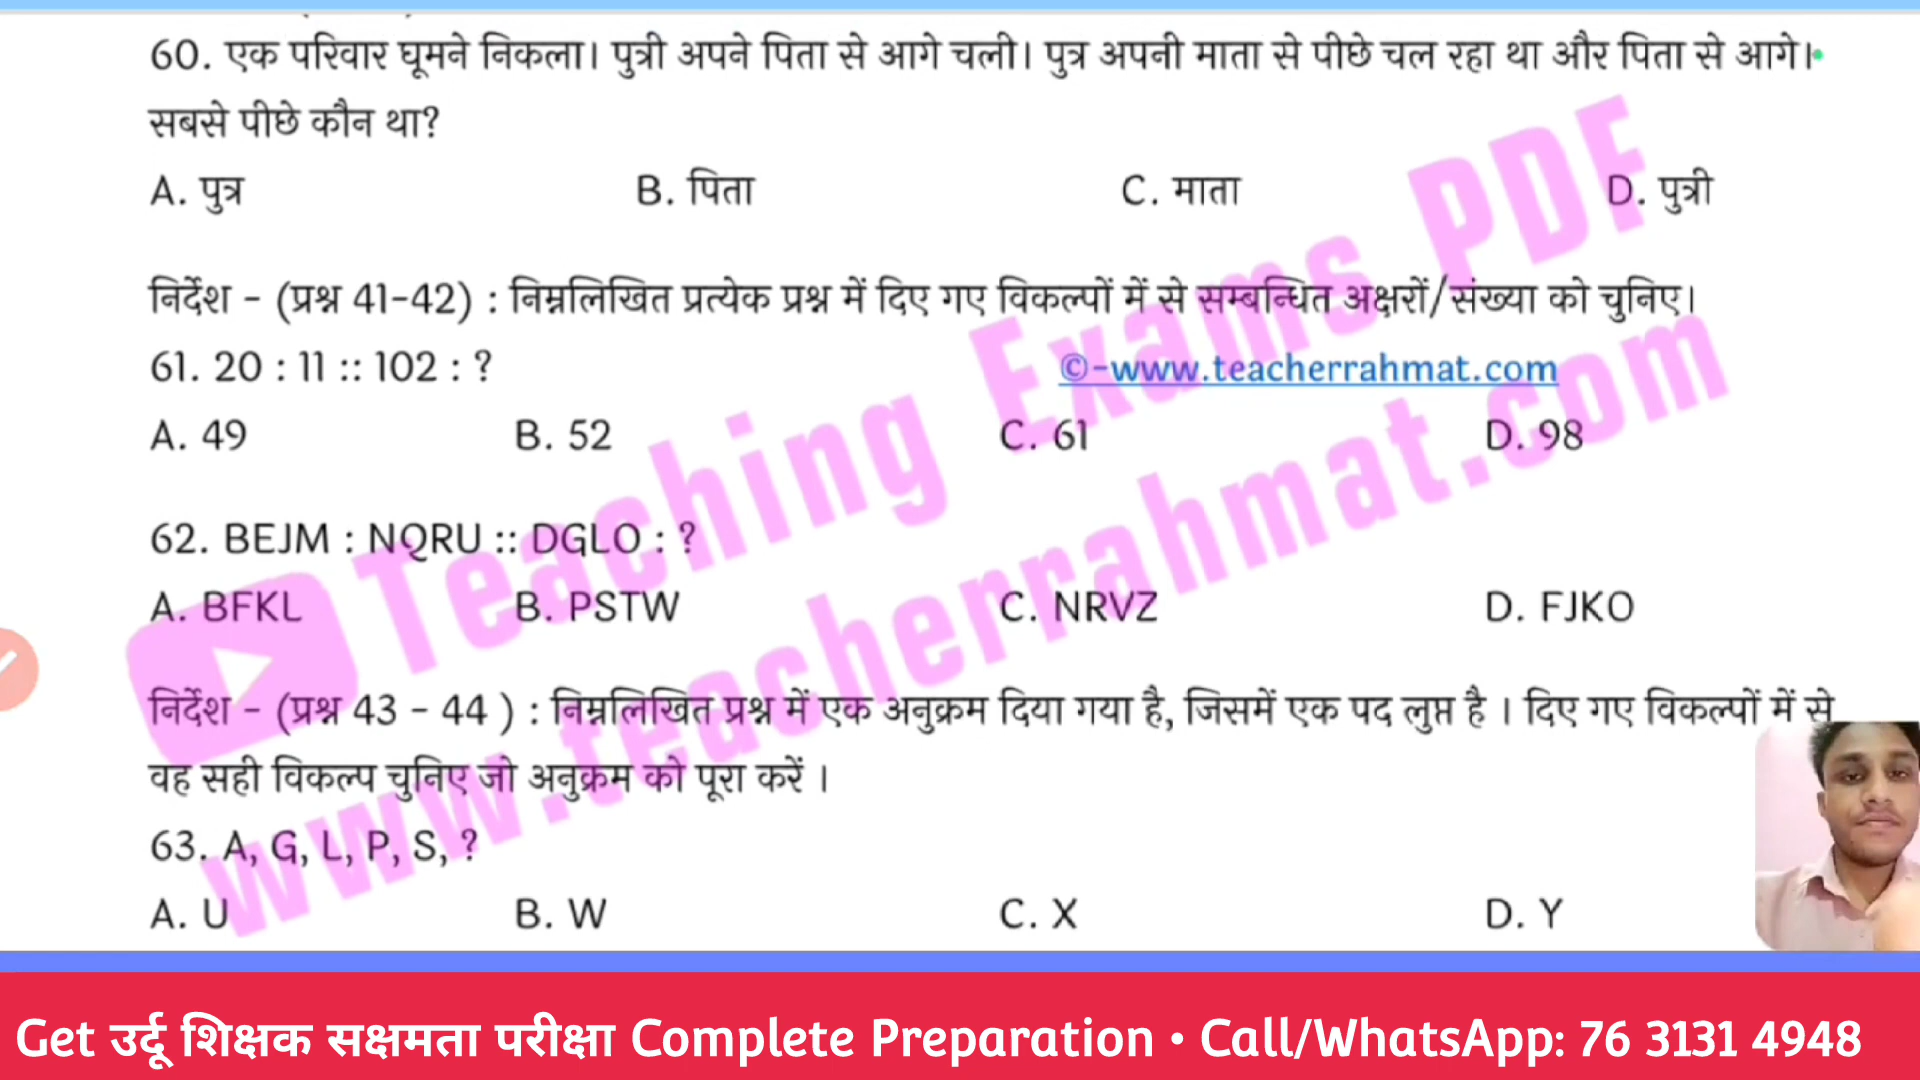 60. एक परिवार घूमने निकला। पुत्री अपने पिता से आगे चली। पुत्र अपनी माता से पीछे चल रहा था और पिता से आगे।
सबसे पीछे कौन था?
A. पुत्र B. पिता C. माता D. पुत्री
निर्देश - (प्रश्न 41-42) : निम्नलिखित प्रत्येक प्रश्न में दिए गए विकल्पों में से सम्बन्धित अक्षरों/संख्या को चुनिए।
61. 20 : 11 :: 102 : ? ©-www.teacherrahmat.com
A. 49 B. 52 C. 61 D. 98
62. BEJM : NQRU :: DGLO : ?
A. BFKL B. PSTW C. NRVZ D. FJKO
निर्देश - (प्रश्न 43 - 44 ) : निम्नलिखित प्रश्न में एक अनुक्रम दिया गया है, जिसमें एक पद लुप्त है । दिए गए विकल्पों में से
वह सही विकल्प चुनिए जो अनुक्रम को पूरा करें ।
63. A, G, L, P, S, ?
A. U B. W C. X D. Y
Teaching Exams PDF
www.teacherrahmat.com
Get उर्दू शिक्षक सक्षमता परीक्षा Complete Preparation • Call/WhatsApp: 76 3131 4948